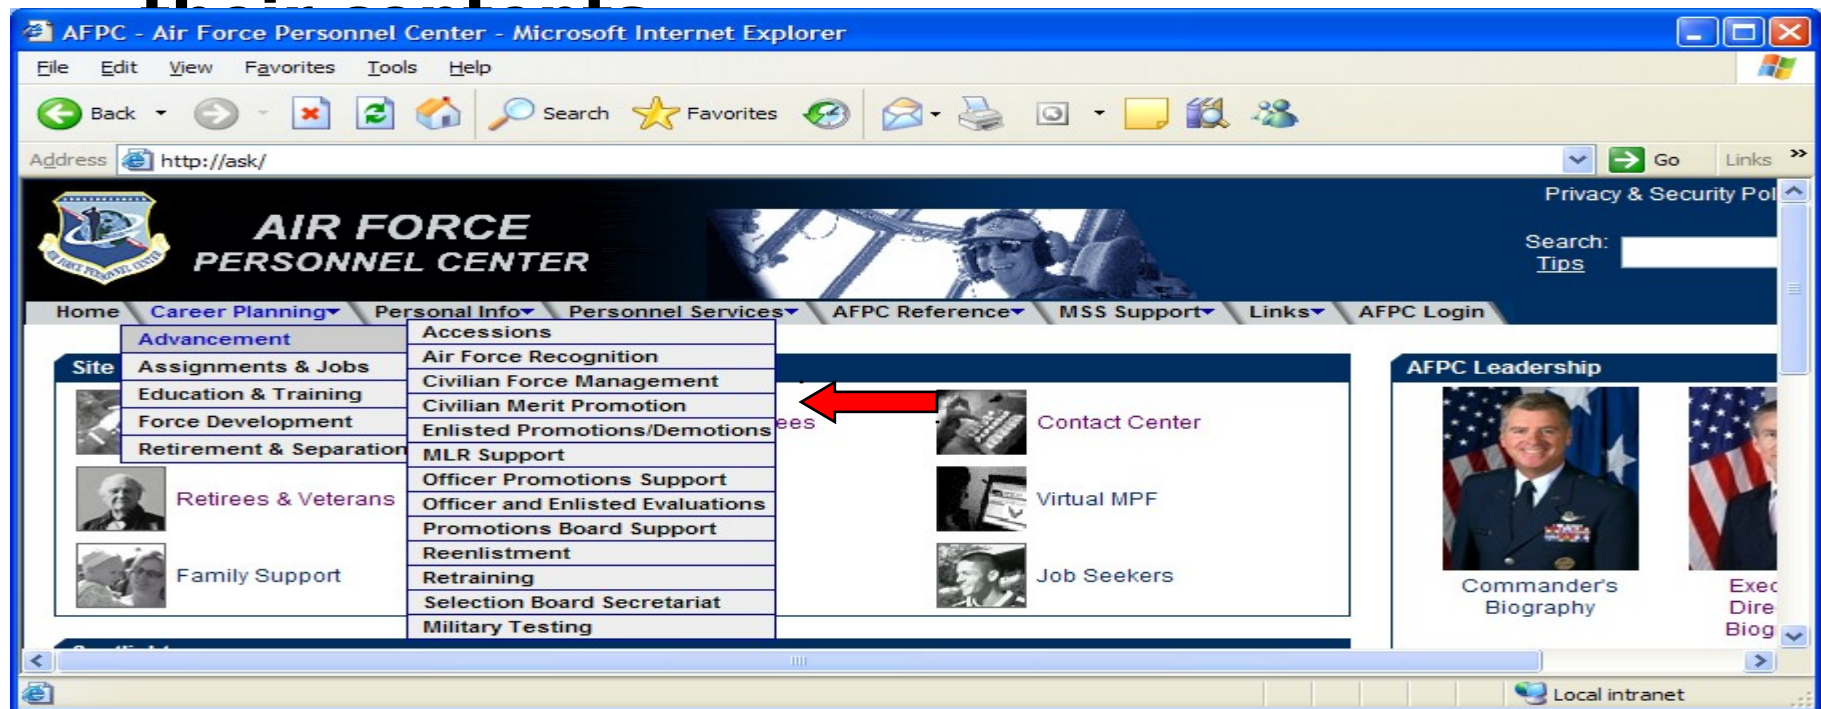 their contents
AFPC - Air Force Personnel Center - Microsoft Internet Explorer
File Edit View Favorites Tools Help
Back Search Favorites
Address http://ask/ Go Links »
Privacy & Security Pol
AIR FORCE
PERSONNEL CENTER
Search:
Tips
Home Career Planning Personal Info Personnel Services AFPC Reference MSS Support Links AFPC Login
Advancement
Assignments & Jobs
Education & Training
Force Development
Retirement & Separation
Accessions
Air Force Recognition
Civilian Force Management
Civilian Merit Promotion
Enlisted Promotions/Demotions
MLR Support
Officer Promotions Support
Officer and Enlisted Evaluations
Promotions Board Support
Reenlistment
Retraining
Selection Board Secretariat
Military Testing
Site
ees
Contact Center
Retirees & Veterans
Virtual MPF
Family Support
Job Seekers
AFPC Leadership
Commander's
Biography
Exec
Dire
Biog
Local intranet